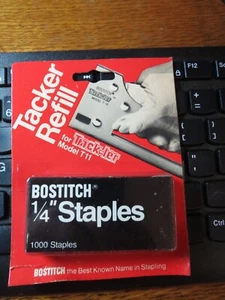 Tacker
Refill
for
Model T11
Tack-ler
BOSTITCH®
1/4" Staples
1000 Staples
BOSTITCH the Best Known Name in Stapling
F12